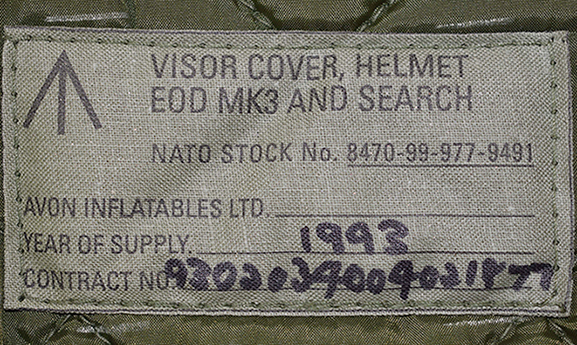 VISOR COVER, HELMET
EOD MK3 AND SEARCH
NATO STOCK No. 8470-99-977-9491
AVON INFLATABLES LTD.
YEAR OF SUPPLY. 1993
CONTRACT NO